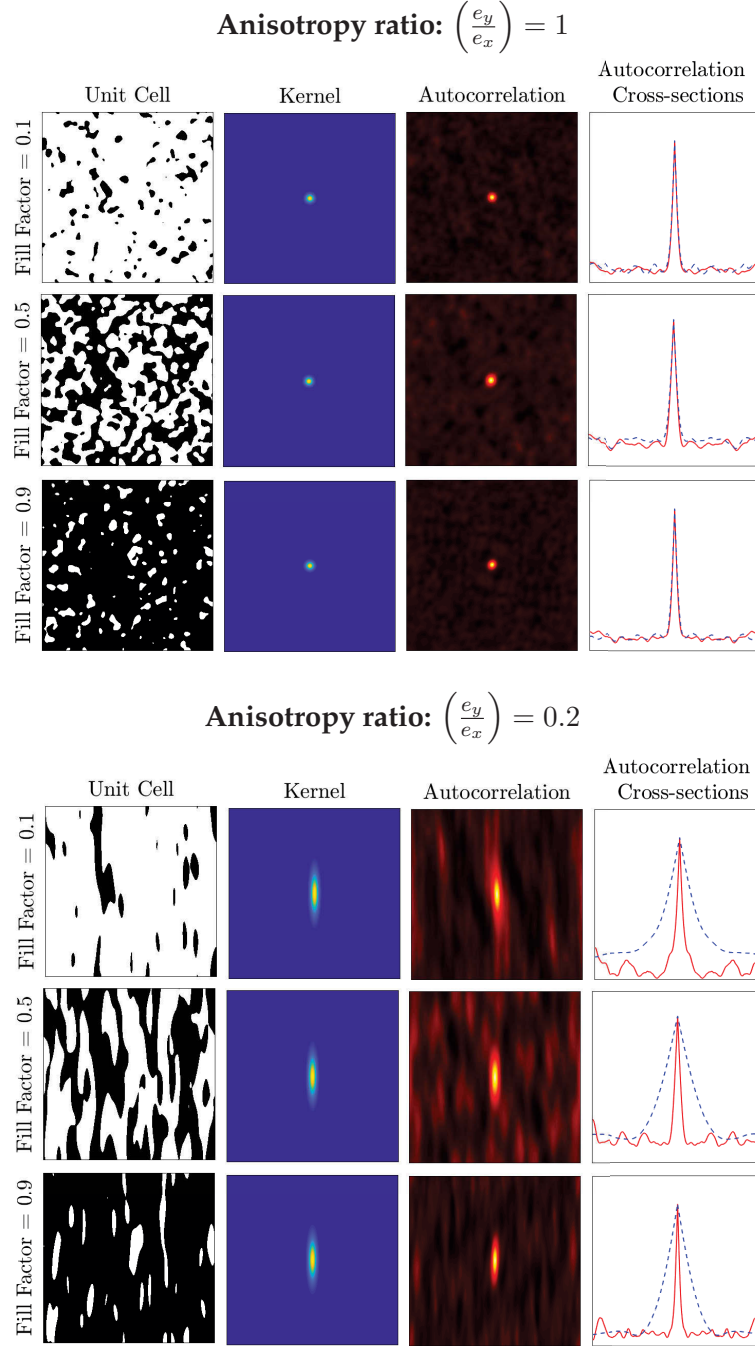 Anisotropy ratio: (e_y/e_x) = 1
Autocorrelation
Unit Cell Kernel Autocorrelation Cross-sections
Fill Factor = 0.1
Fill Factor = 0.5
Fill Factor = 0.9
Anisotropy ratio: (e_y/e_x) = 0.2
Autocorrelation
Unit Cell Kernel Autocorrelation Cross-sections
Fill Factor = 0.1
Fill Factor = 0.5
Fill Factor = 0.9